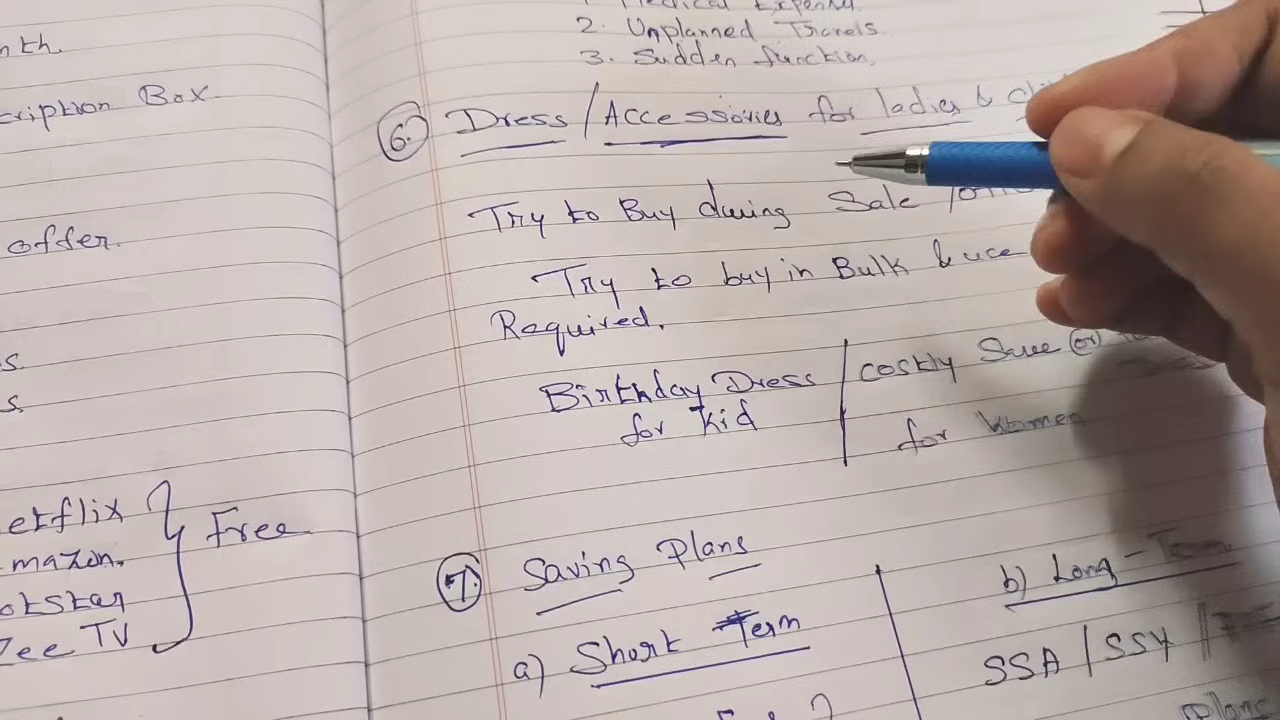 nth.
cription Box
offer.
s.
s.
etflix
mazon.
otstar
Zee TV
Free
2. Unplanned Travels.
3. Sudden function.
6. Dress / Accessories for ladies &
Try to Buy during Sale /
Try to buy in Bulk & use
Required.
Birthday Dress
for Kid
costly Saree (or)
for Women
7. Saving Plans
a) Short Term
b) Long - Term
SSA / SSY /